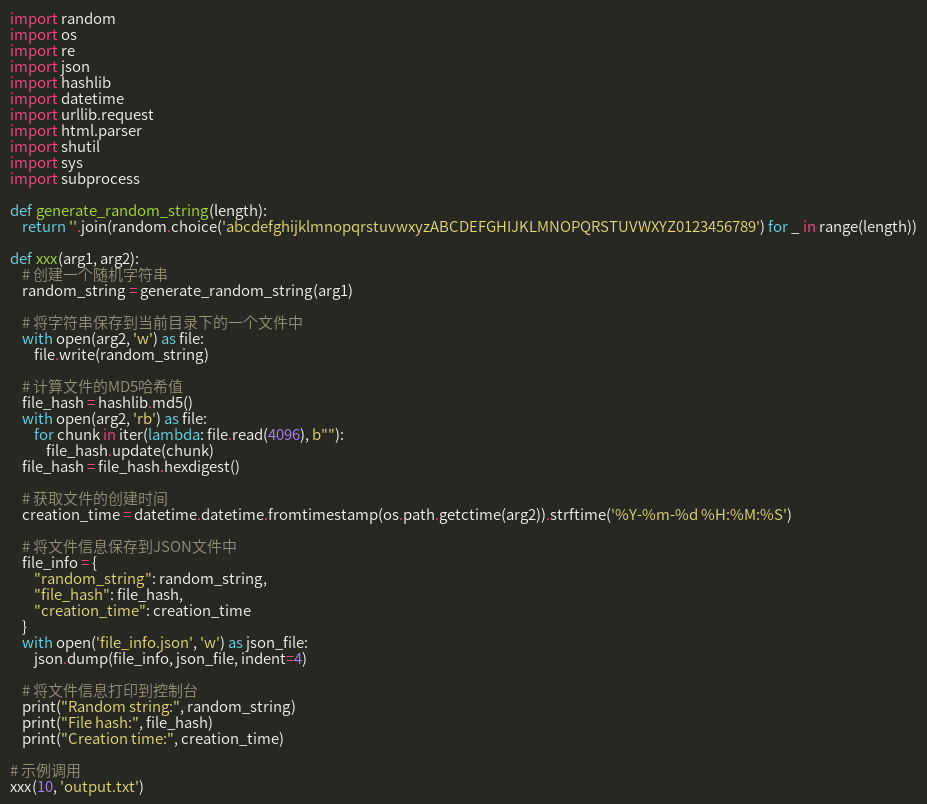 import random
import os
import re
import json
import hashlib
import datetime
import urllib.request
import html.parser
import shutil
import sys
import subprocess

def generate_random_string(length):
   return ''.join(random.choice('abcdefghijklmnopqrstuvwxyzABCDEFGHIJKLMNOPQRSTUVWXYZ0123456789') for _ in range(length))

def xxx(arg1, arg2):
   # 创建一个随机字符串
   random_string = generate_random_string(arg1)

   # 将字符串保存到当前目录下的一个文件中
   with open(arg2, 'w') as file:
      file.write(random_string)

   # 计算文件的MD5哈希值
   file_hash = hashlib.md5()
   with open(arg2, 'rb') as file:
      for chunk in iter(lambda: file.read(4096), b""):
         file_hash.update(chunk)
   file_hash = file_hash.hexdigest()

   # 获取文件的创建时间
   creation_time = datetime.datetime.fromtimestamp(os.path.getctime(arg2)).strftime('%Y-%m-%d %H:%M:%S')

   # 将文件信息保存到JSON文件中
   file_info = {
      "random_string": random_string,
      "file_hash": file_hash,
      "creation_time": creation_time
   }
   with open('file_info.json', 'w') as json_file:
      json.dump(file_info, json_file, indent=4)

   # 将文件信息打印到控制台
   print("Random string:", random_string)
   print("File hash:", file_hash)
   print("Creation time:", creation_time)

# 示例调用
xxx(10, 'output.txt')